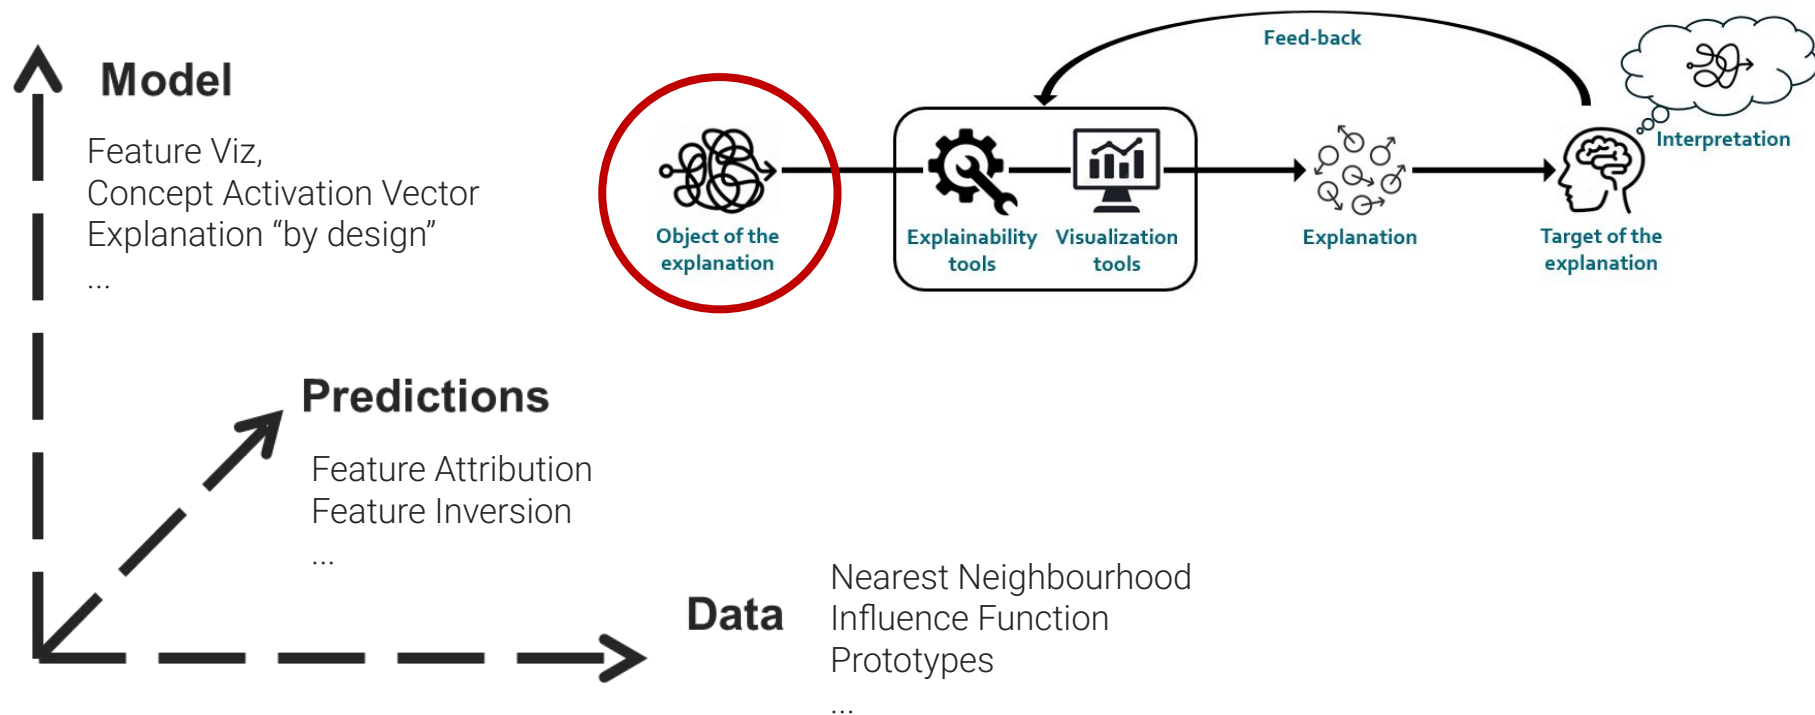 Model
Feature Viz,
Concept Activation Vector
Explanation “by design”
...
Feed-back
Interpretation
Object of the
explanation
Explainability
tools
Visualization
tools
Explanation
Target of the
explanation
Predictions
Feature Attribution
Feature Inversion
...
Data
Nearest Neighbourhood
Influence Function
Prototypes
...